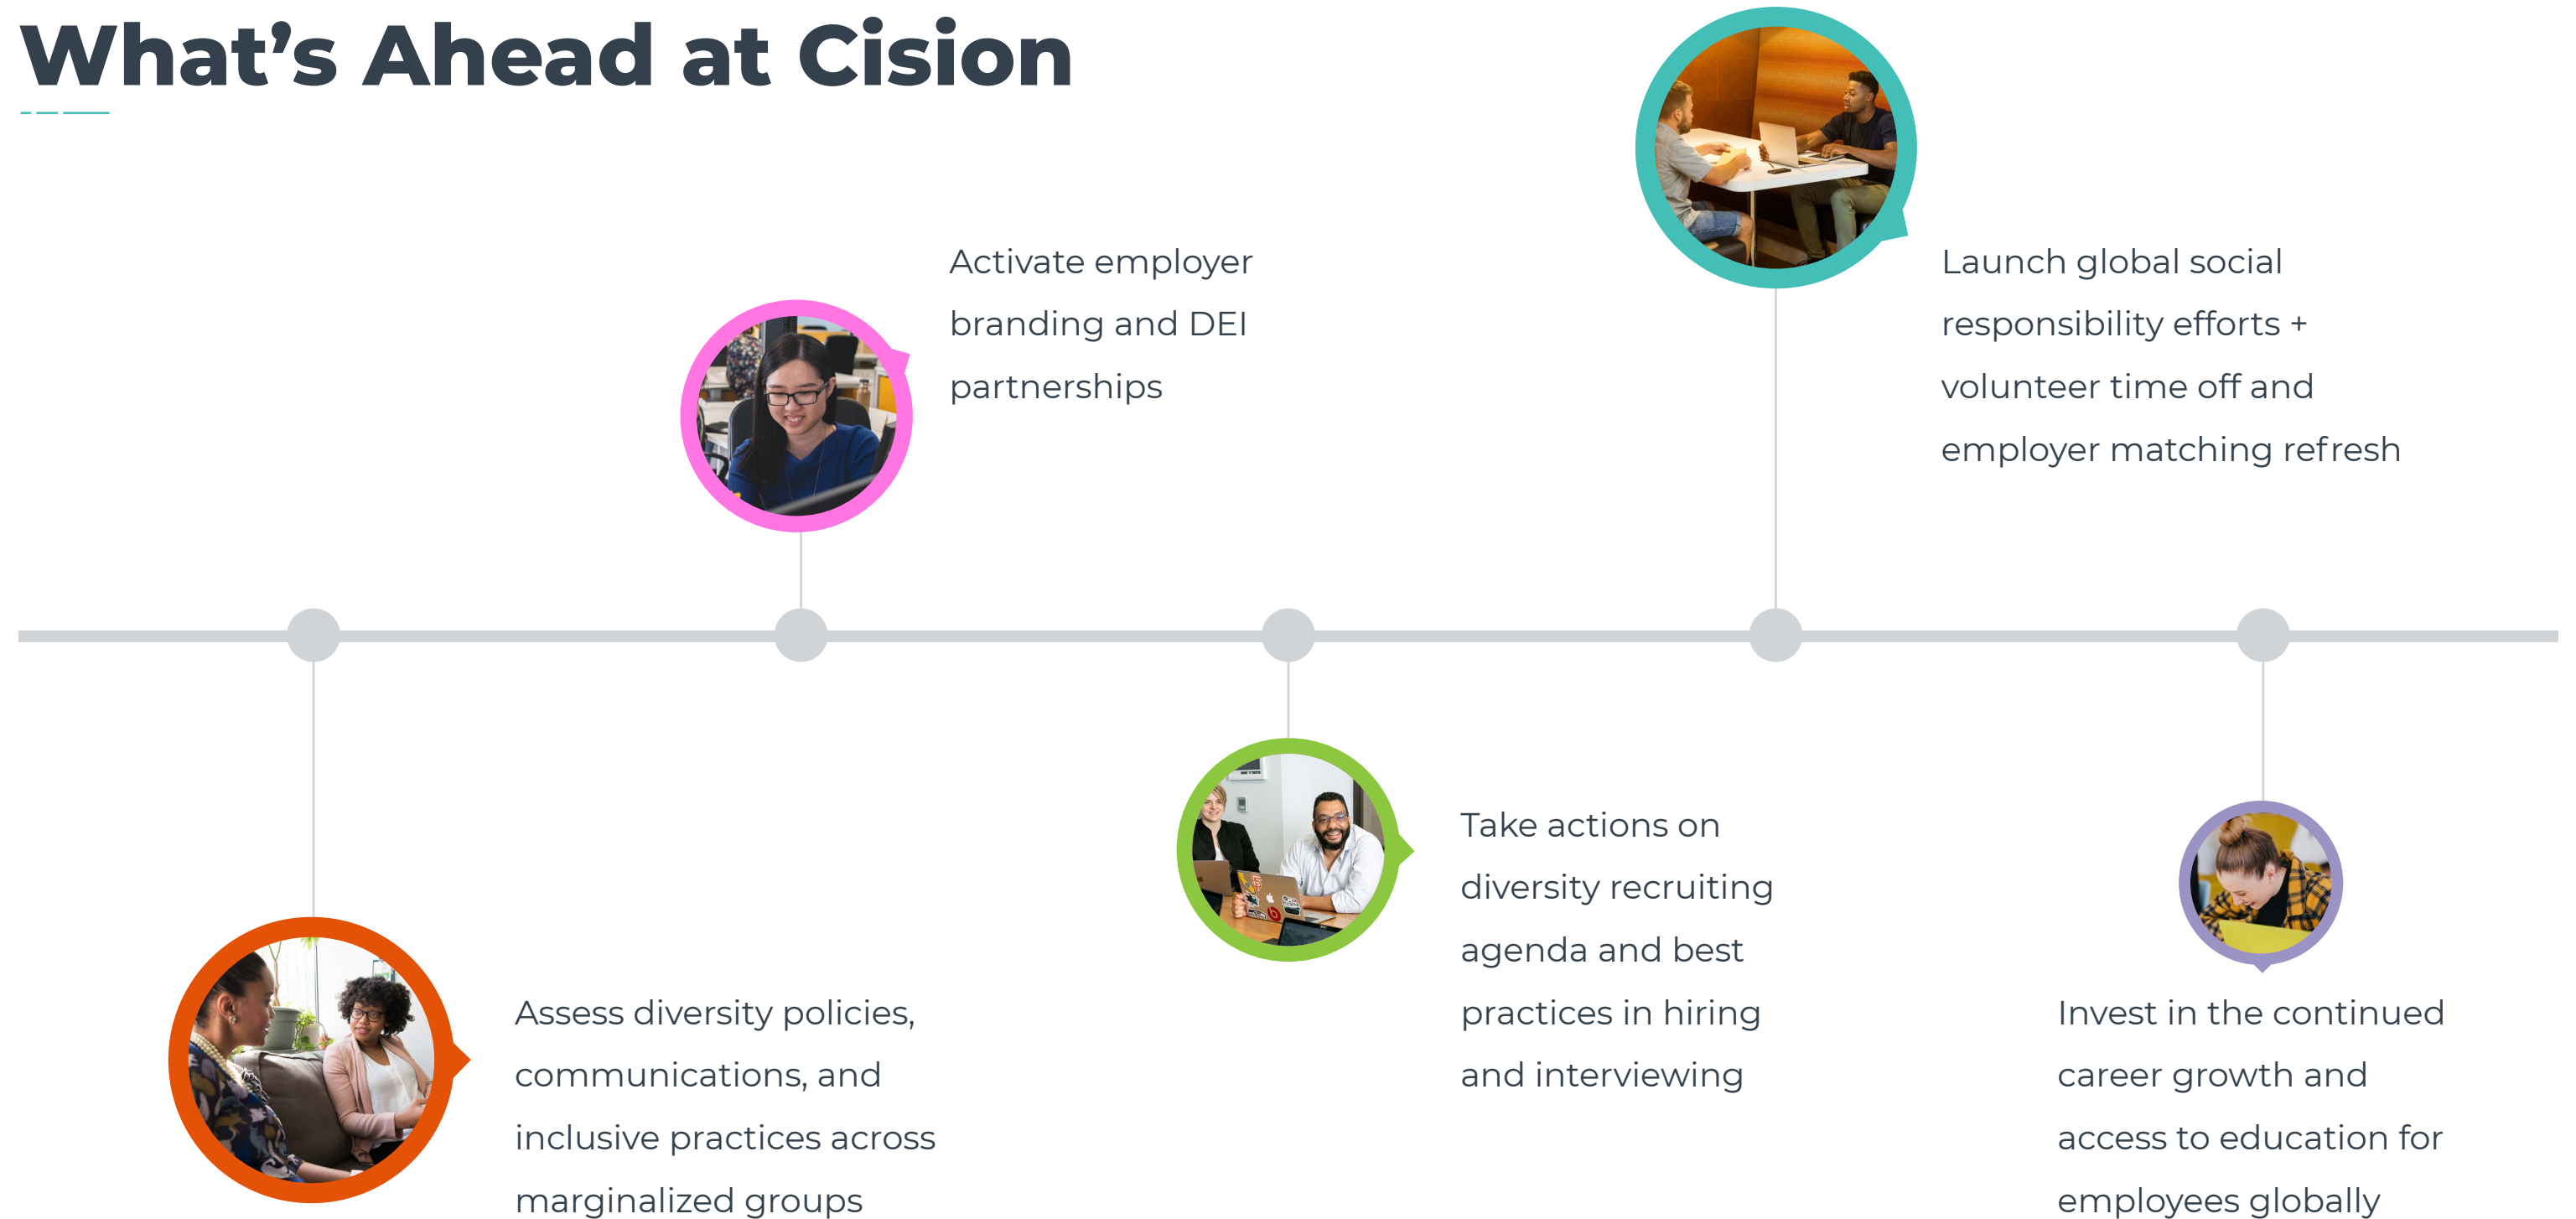 What’s Ahead at Cision
Activate employer
branding and DEI
partnerships
Launch global social
responsibility efforts +
volunteer time off and
employer matching refresh
Assess diversity policies,
communications, and
inclusive practices across
marginalized groups
Take actions on
diversity recruiting
agenda and best
practices in hiring
and interviewing
Invest in the continued
career growth and
access to education for
employees globally